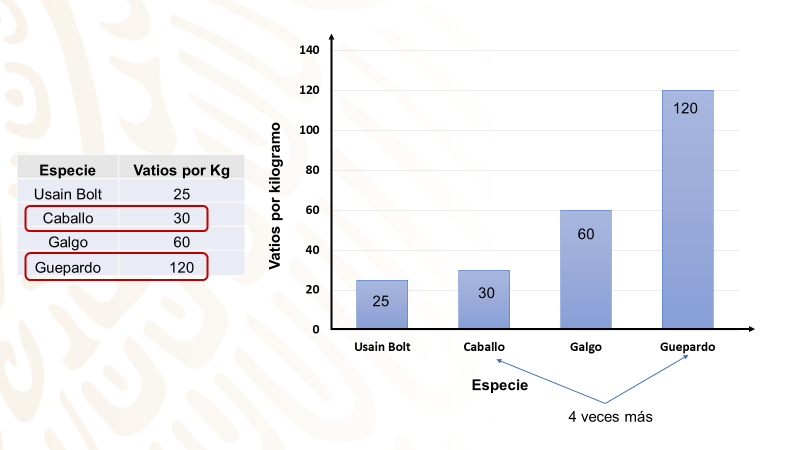 Especie Vatios por Kg
Usain Bolt 25
Caballo 30
Galgo 60
Guepardo 120
Vatios por kilogramo
140
120
100
80
60
40
20
0
25
30
60
120
Usain Bolt Caballo Galgo Guepardo
Especie
4 veces más